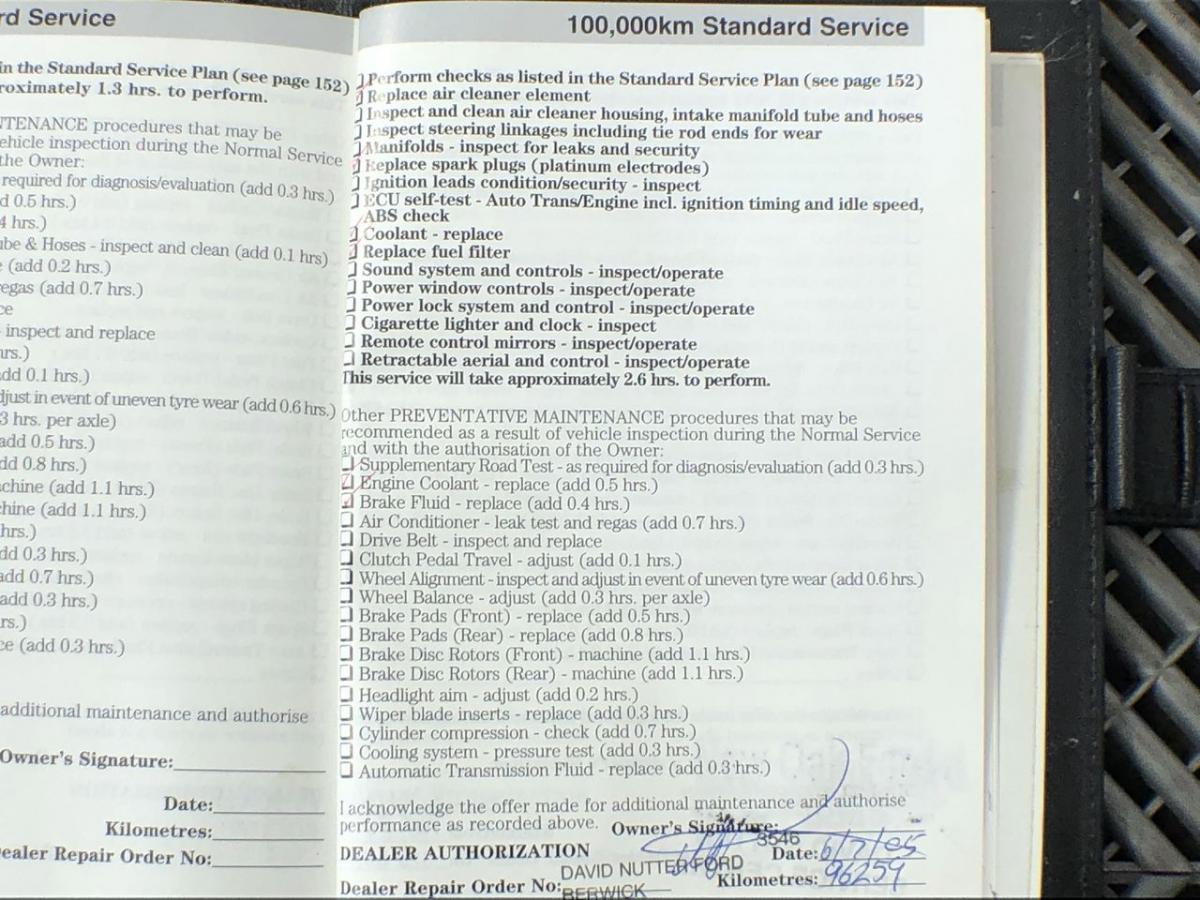 rd Service
in the Standard Service Plan (see page 152)
roximately 1.3 hrs. to perform.
NTENANCE procedures that may be
ehicle inspection during the Normal Service
the Owner:
required for diagnosis/evaluation (add 0.3 hrs.)
d 0.5 hrs.)
4 hrs.)
ube & Hoses - inspect and clean (add 0.1 hrs)
e (add 0.2 hrs.)
egas (add 0.7 hrs.)
ce
- inspect and replace
hrs.)
dd 0.1 hrs.)
djust in event of uneven tyre wear (add 0.6 hrs.)
3 hrs. per axle)
add 0.5 hrs.)
dd 0.8 hrs.)
achine (add 1.1 hrs.)
hine (add 1.1 hrs.)
hrs.)
dd 0.3 hrs.)
add 0.7 hrs.)
add 0.3 hrs.)
rs.)
ce (add 0.3 hrs.)
additional maintenance and authorise
Owner's Signature:
Date:
Kilometres:
ealer Repair Order No:
100,000km Standard Service
Perform checks as listed in the Standard Service Plan (see page 152)
Replace air cleaner element
Inspect and clean air cleaner housing, intake manifold tube and hoses
Inspect steering linkages including tie rod ends for wear
Manifolds - inspect for leaks and security
Replace spark plugs (platinum electrodes)
Ignition leads condition/security - inspect
ECU self-test - Auto Trans/Engine incl. ignition timing and idle speed,
ABS check
Coolant - replace
Replace fuel filter
Sound system and controls - inspect/operate
Power window controls - inspect/operate
Power lock system and control - inspect/operate
Cigarette lighter and clock - inspect
Remote control mirrors - inspect/operate
Retractable aerial and control - inspect/operate
This service will take approximately 2.6 hrs. to perform.
Other PREVENTATIVE MAINTENANCE procedures that may be
recommended as a result of vehicle inspection during the Normal Service
and with the authorisation of the Owner:
Supplementary Road Test - as required for diagnosis/evaluation (add 0.3 hrs.)
Engine Coolant - replace (add 0.5 hrs.)
Brake Fluid - replace (add 0.4 hrs.)
Air Conditioner - leak test and regas (add 0.7 hrs.)
Drive Belt - inspect and replace
Clutch Pedal Travel - adjust (add 0.1 hrs.)
Wheel Alignment - inspect and adjust in event of uneven tyre wear (add 0.6 hrs.)
Wheel Balance - adjust (add 0.3 hrs. per axle)
Brake Pads (Front) - replace (add 0.5 hrs.)
Brake Pads (Rear) - replace (add 0.8 hrs.)
Brake Disc Rotors (Front) - machine (add 1.1 hrs.)
Brake Disc Rotors (Rear) - machine (add 1.1 hrs.)
Headlight aim - adjust (add 0.2 hrs.)
Wiper blade inserts - replace (add 0.3 hrs.)
Cylinder compression - check (add 0.7 hrs.)
Cooling system - pressure test (add 0.3 hrs.)
Automatic Transmission Fluid - replace (add 0.3 hrs.)
I acknowledge the offer made for additional maintenance and authorise
performance as recorded above. Owner's Signature:
3546
DEALER AUTHORIZATION Date: 6/7/05
DAVID NUTTER FORD
Dealer Repair Order No: BERWICK Kilometres: 96259